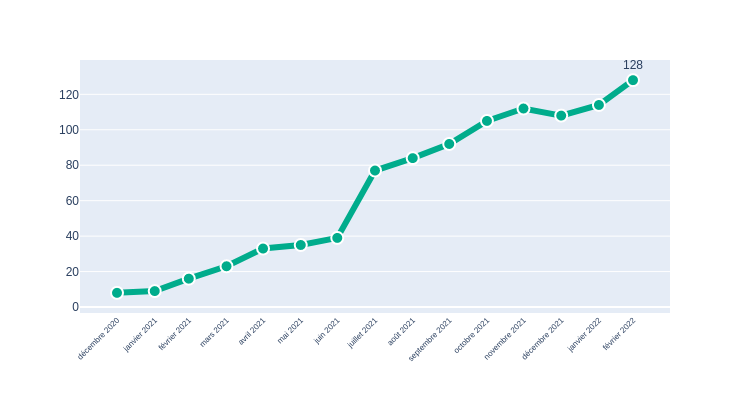 128
120
100
80
60
40
20
0
décembre 2020
janvier 2021
février 2021
mars 2021
avril 2021
mai 2021
juin 2021
juillet 2021
août 2021
septembre 2021
octobre 2021
novembre 2021
décembre 2021
janvier 2022
février 2022